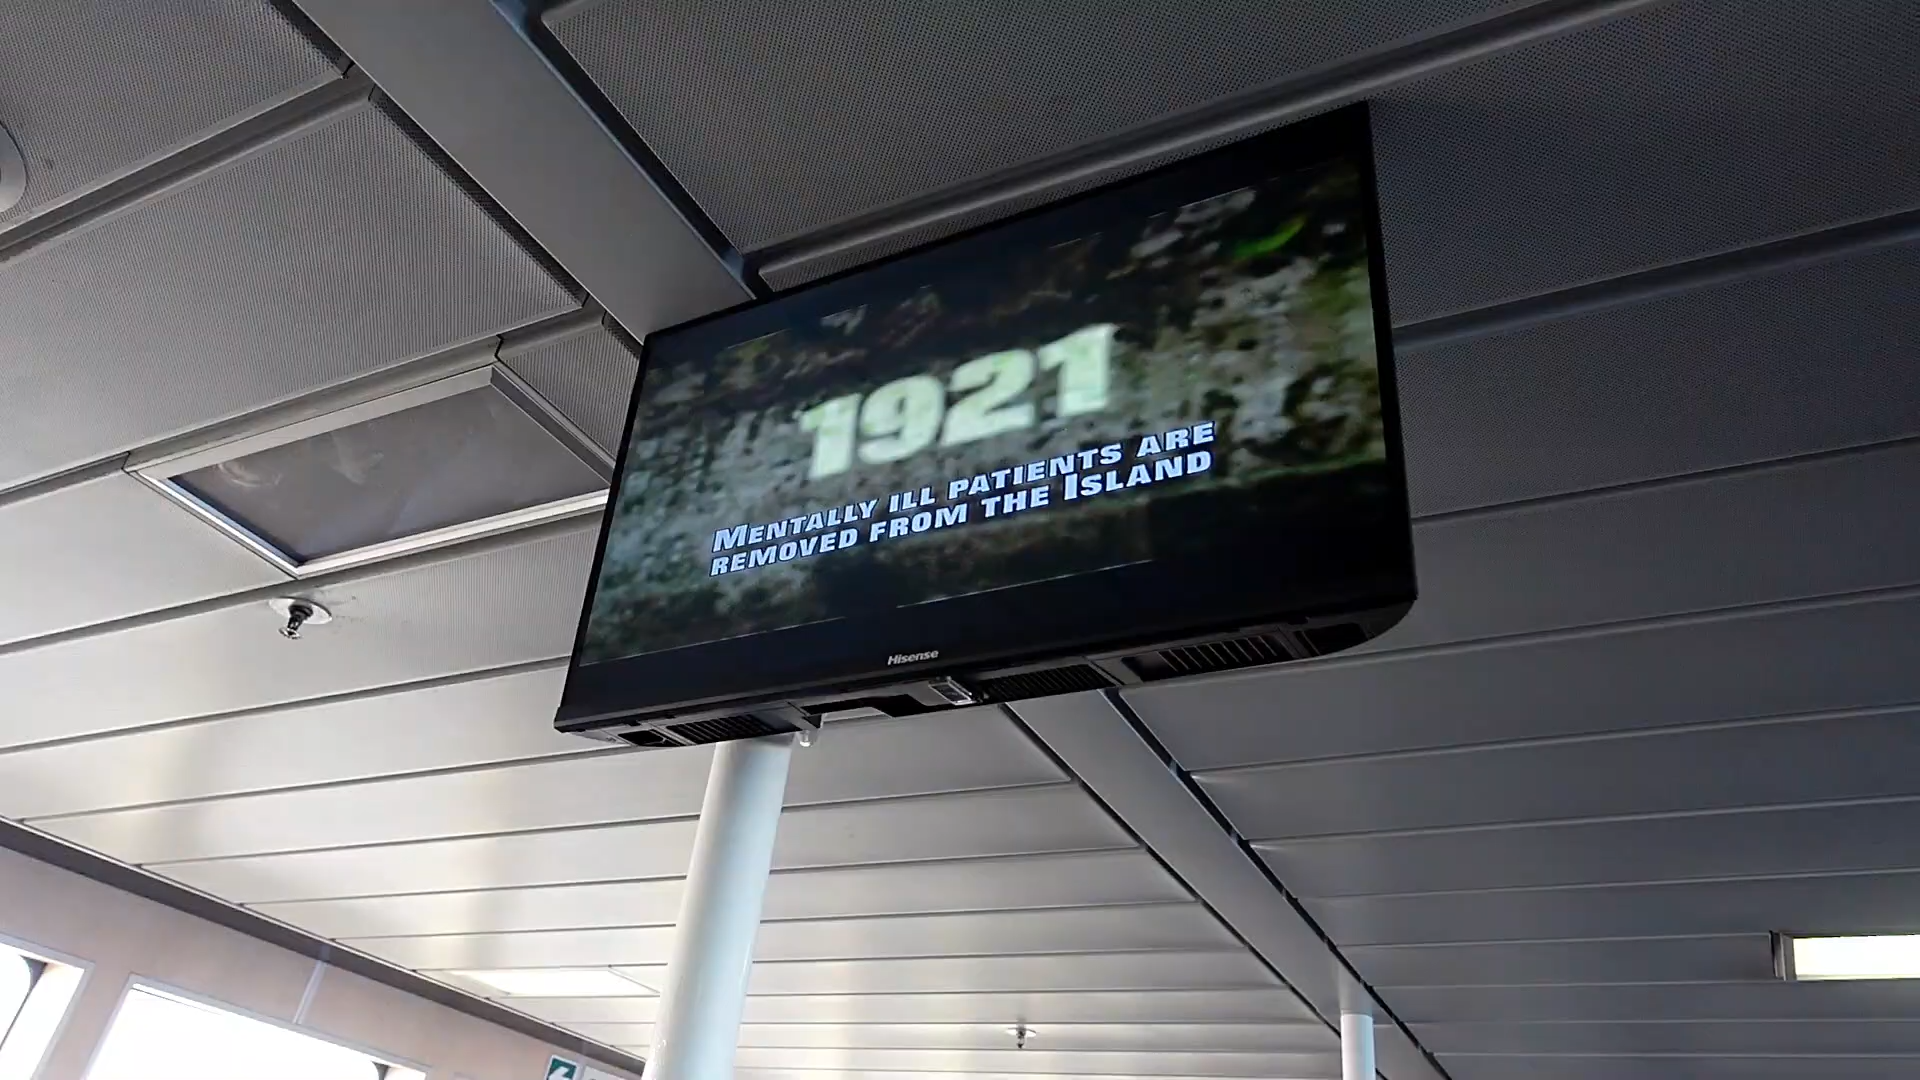 1921
MENTALLY ILL PATIENTS ARE
REMOVED FROM THE ISLAND
Hisense